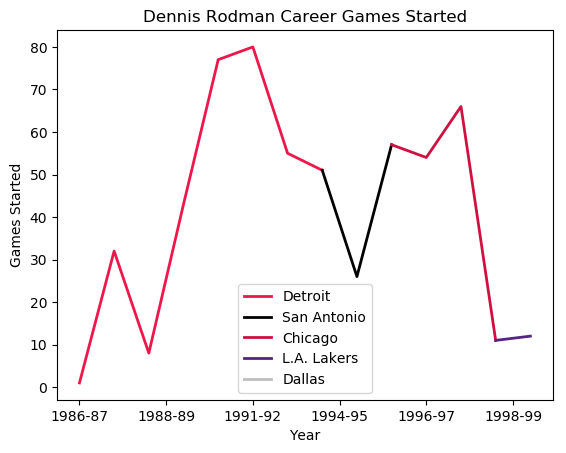 Dennis Rodman Career Games Started
Games Started
80
70
60
50
40
30
20
10
0
Detroit
San Antonio
Chicago
L.A. Lakers
Dallas
1986-87 1988-89 1991-92 1994-95 1996-97 1998-99
Year